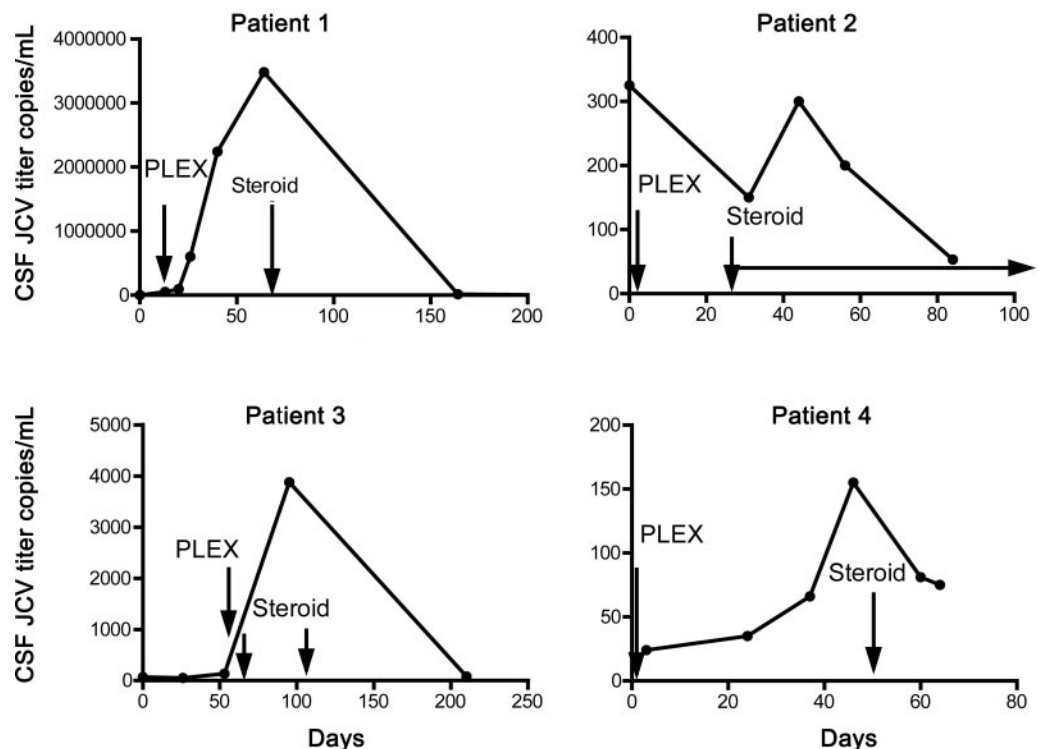 Patient 1
CSF JCV titer copies/mL
4000000
3000000
2000000
1000000
0
PLEX
Steroid
0 50 100 150 200
Patient 2
400
300
200
100
0
PLEX
Steroid
0 20 40 60 80 100
Patient 3
CSF JCV titer copies/mL
5000
4000
3000
2000
1000
0
PLEX
Steroid
0 50 100 150 200 250
Days
Patient 4
200
150
100
50
0
PLEX
Steroid
0 20 40 60 80
Days